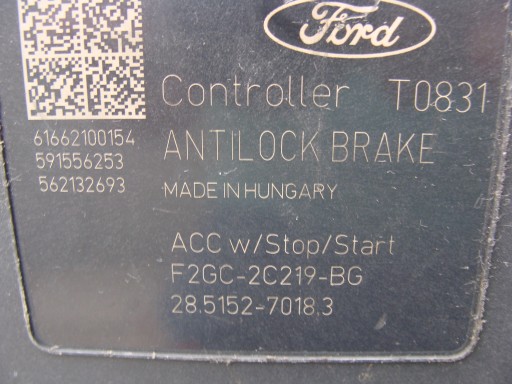 Ford
Controller T0831
61662100154
591556253
562132693
ANTILOCK BRAKE
MADE IN HUNGARY
ACC w/Stop/Start
F2GC-2C219-BG
28.5152-7018.3